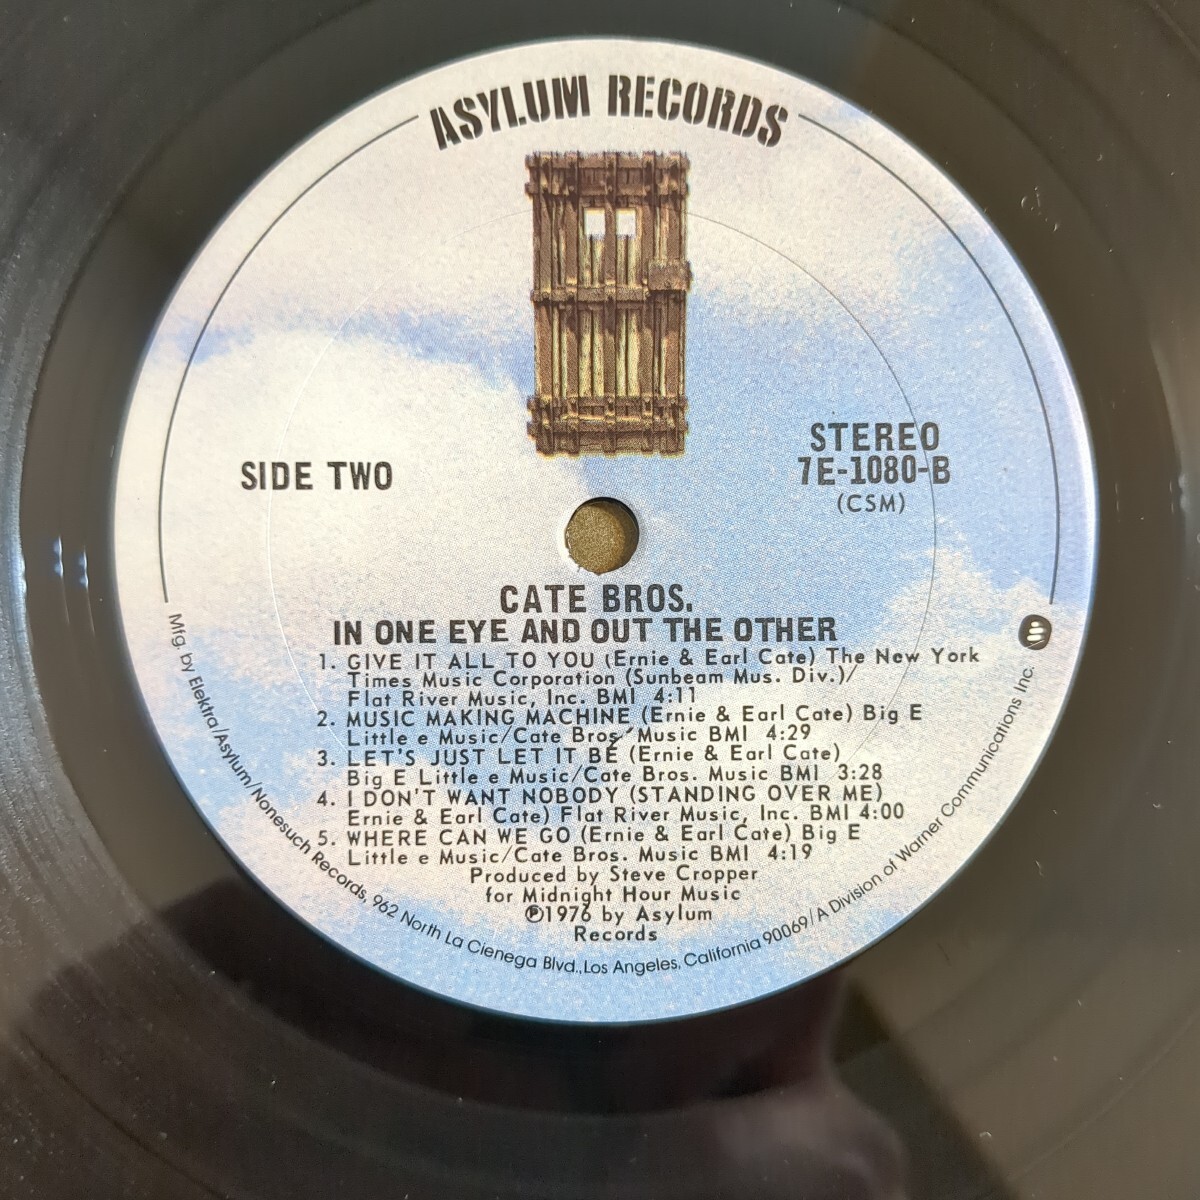 ASYLUM RECORDS
SIDE TWO
STEREO
7E-1080-B
(CSM)
CATE BROS.
IN ONE EYE AND OUT THE OTHER
1. GIVE IT ALL TO YOU (Ernie & Earl Cate) The New York
Times Music Corporation (Sunbeam Mus. Div.)/
Flat River Music, Inc. BMI 4:11
2. MUSIC MAKING MACHINE (Ernie & Earl Cate) Big E
Little e Music/Cate Bros. Music BMI 4:29
3. LET'S JUST LET IT BE (Ernie & Earl Cate)
Big E Little e Music/Cate Bros. Music BMI 3:28
4. I DON'T WANT NOBODY (STANDING OVER ME)
Ernie & Earl Cate) Flat River Music, Inc. BMI 4:00
5. WHERE CAN WE GO (Ernie & Earl Cate) Big E
Little e Music/Cate Bros. Music BMI 4:19
Produced by Steve Cropper
for Midnight Hour Music
℗1976 by Asylum
Records
Mfg. by Elektra/Asylum/Nonesuch Records, 962 North La Cienega Blvd., Los Angeles, California 90069/A Division of Warner Communications Inc.